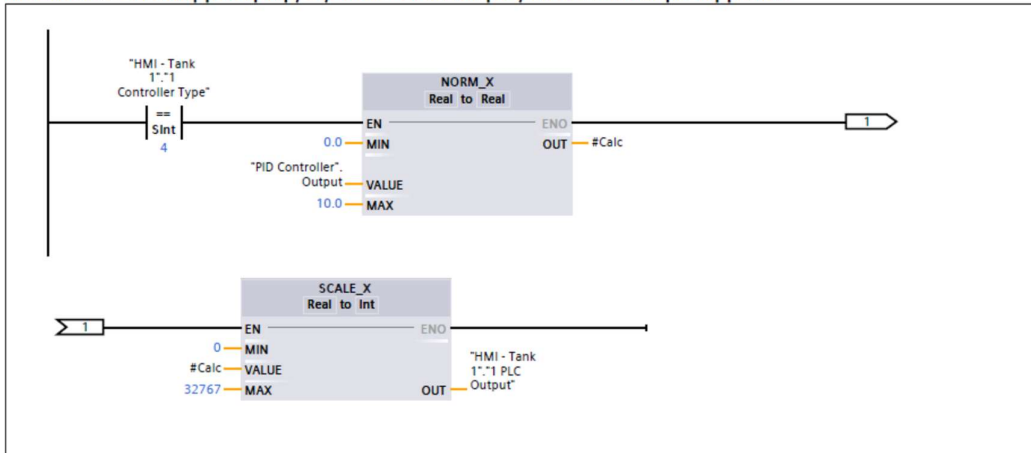 "HMI - Tank
1"."1
Controller Type"
==
SInt
4
NORM_X
Real to Real
EN
ENO
0.0
MIN
OUT
#Calc
"PID Controller".
Output
VALUE
10.0
MAX
1
SCALE_X
Real to Int
1
EN
ENO
0
MIN
#Calc
VALUE
32767
MAX
OUT
"HMI - Tank
1"."1 PLC
Output"